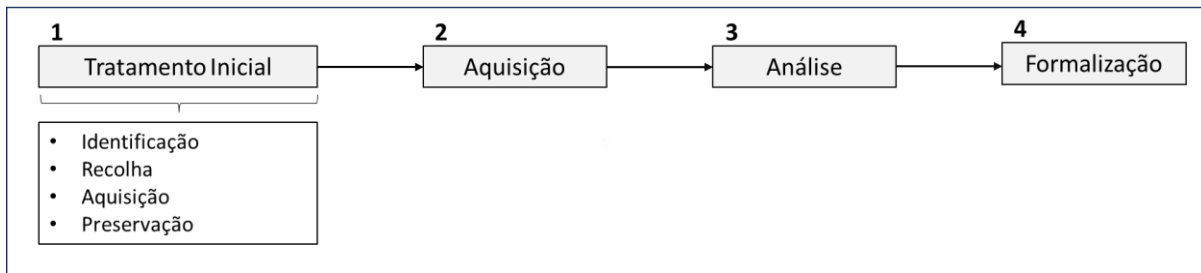 1
Tratamento Inicial
• Identificação
• Recolha
• Aquisição
• Preservação
2
Aquisição
3
Análise
4
Formalização